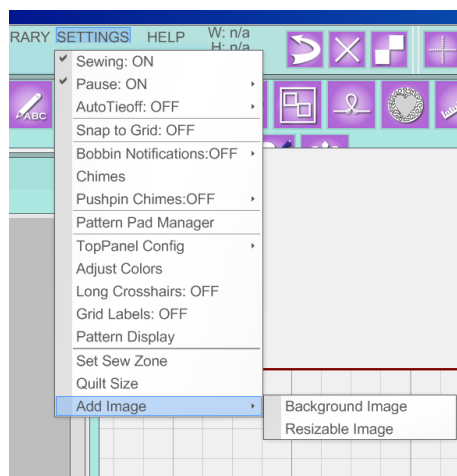 RARY SETTINGS HELP W: n/a
H: n/a
Sewing: ON
Pause: ON
AutoTieoff: OFF
Snap to Grid: OFF
Bobbin Notifications:OFF
Chimes
Pushpin Chimes:OFF
Pattern Pad Manager
TopPanel Config
Adjust Colors
Long Crosshairs: OFF
Grid Labels: OFF
Pattern Display
Set Sew Zone
Quilt Size
Add Image
Background Image
Resizable Image
ABC